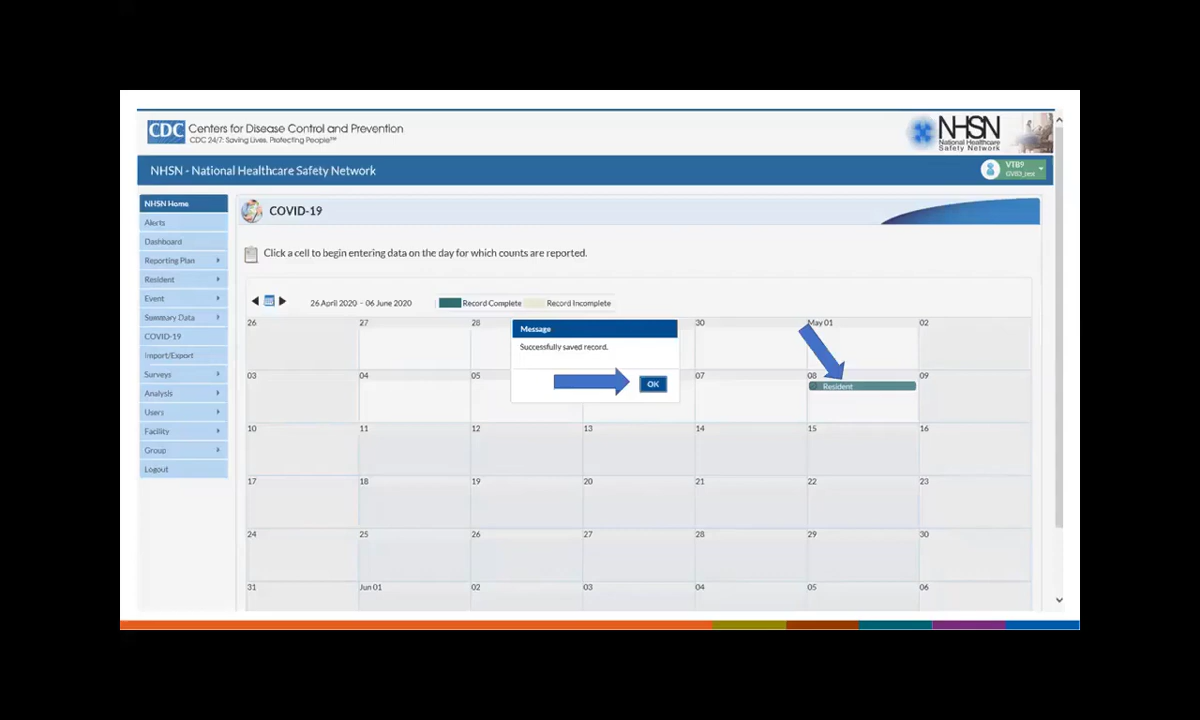 CDC Centers for Disease Control and Prevention
CDC 24/7: Saving Lives. Protecting People™
NHSN
National Healthcare
Safety Network
NHSN - National Healthcare Safety Network
VTB9
NHSN Home
Alerts
Dashboard
Reporting Plan
Resident
Event
Summary Data
COVID-19
Import/Export
Surveys
Analysis
Users
Facility
Group
Logout
COVID-19
Click a cell to begin entering data on the day for which counts are reported.
26 April 2020 - 06 June 2020
Record Complete
Record Incomplete
26 27 28 30 May 01 02
Message
Successfully saved record.
OK
03 04 05 07 08 09
Resident
10 11 12 13 14 15 16
17 18 19 20 21 22 23
24 25 26 27 28 29 30
31 Jun 01 02 03 04 05 06